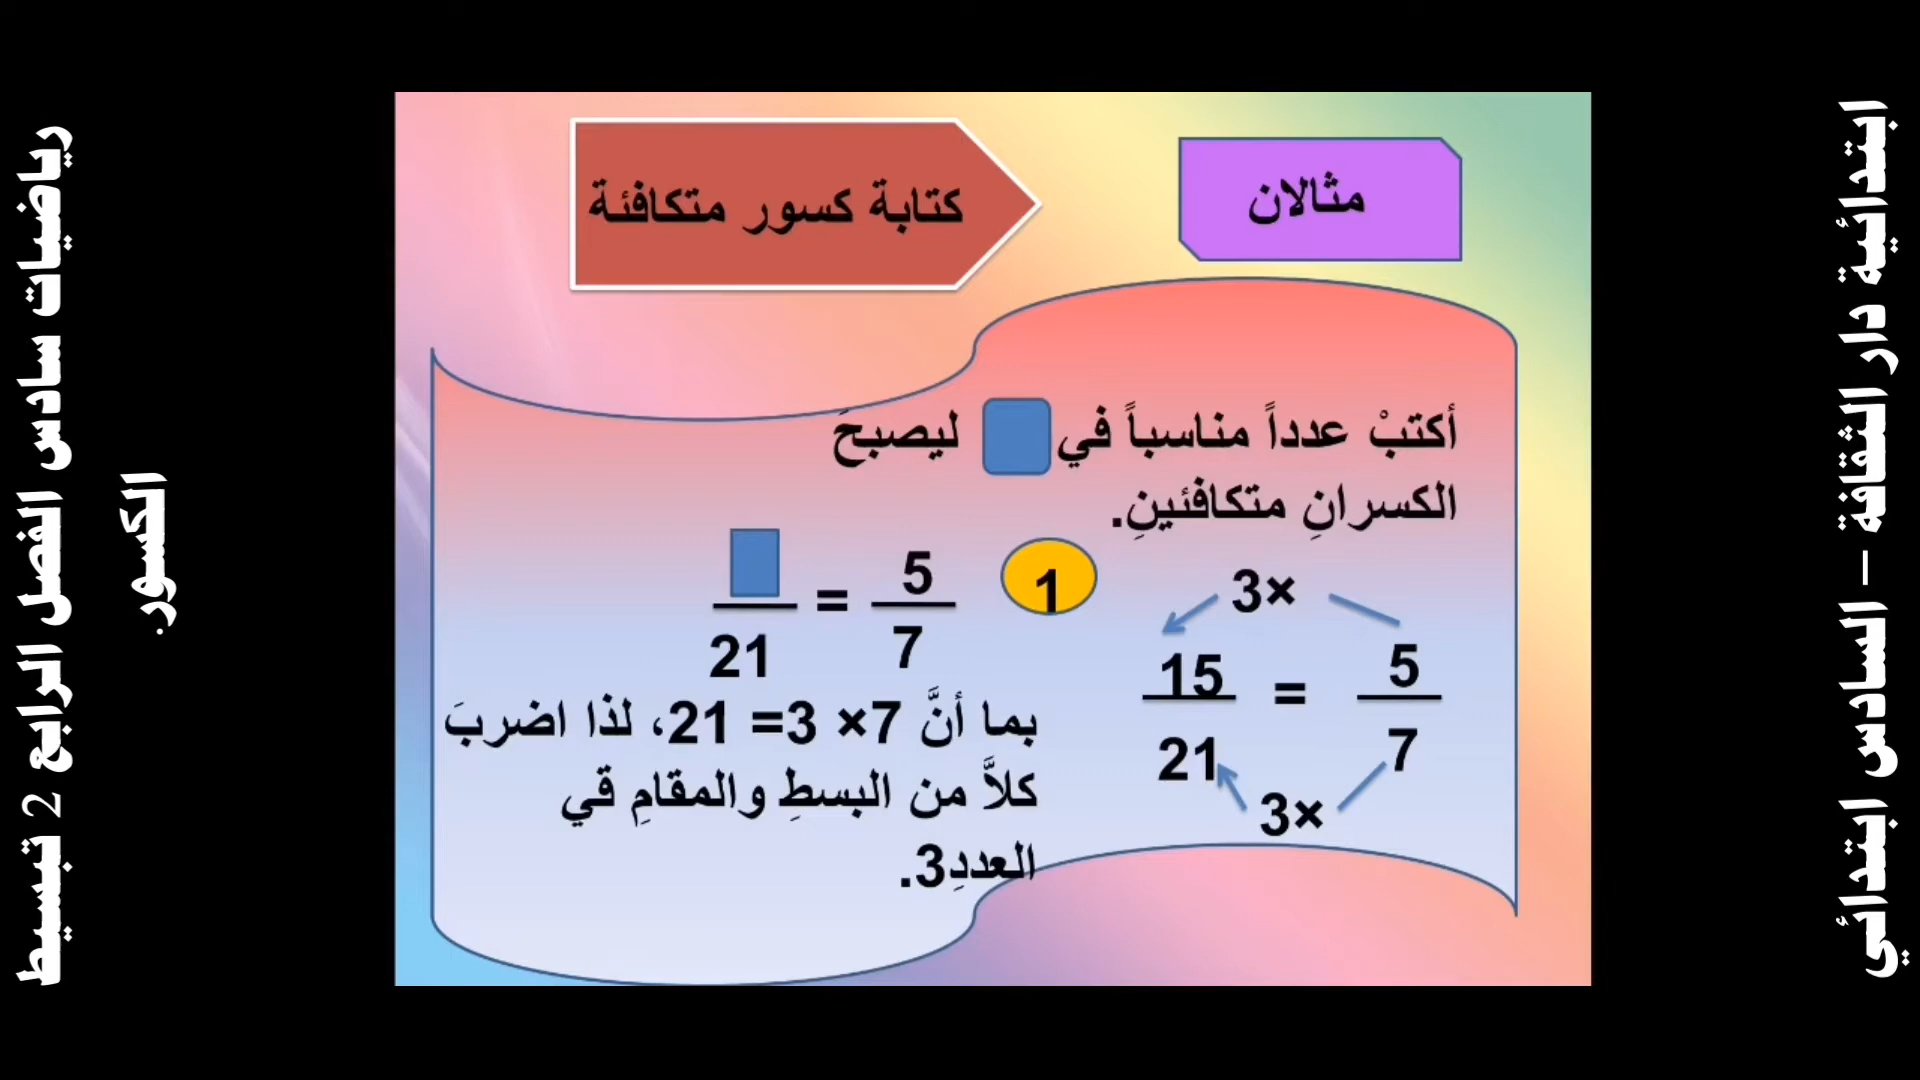 ابتدائية دار الثقافة – السادس ابتدائي
مثالان
كتابة كسور متكافئة
أكتبْ عدداً مناسباً في ليصبحَ
الكسرانِ متكافئينِ.
1
5
=
7
21
3×
5
=
15
7
21
3×
بما أنَّ 7× 3= 21، لذا اضربَ
كلاَّ من البسطِ والمقامِ قي
العددِ3.
رياضيات سادس الفصل الرابع 2 تبسيط
الكسور.